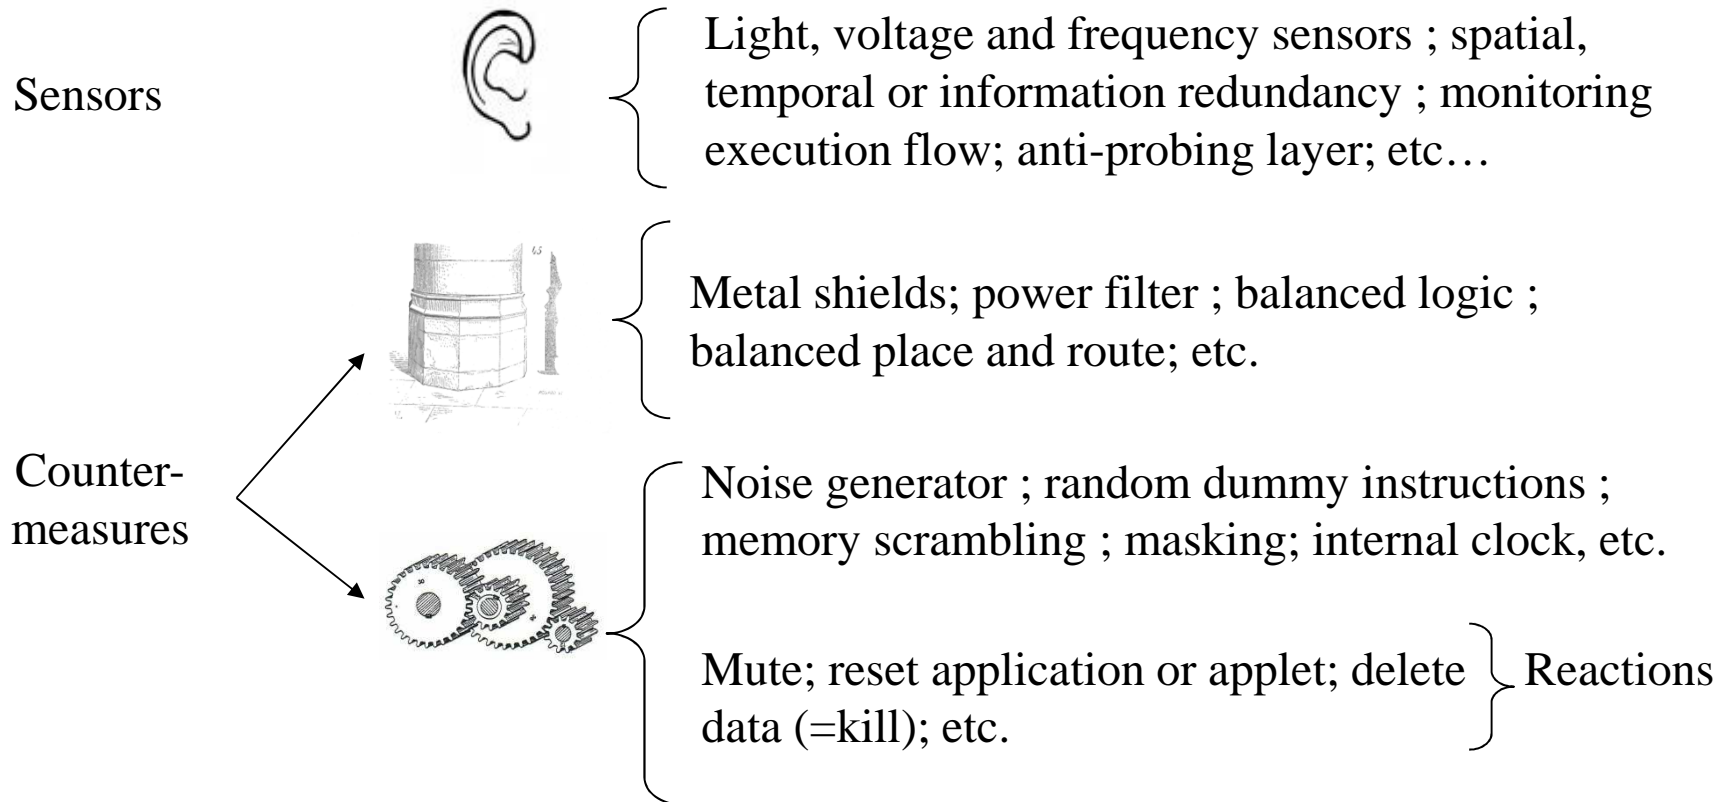 Sensors
Light, voltage and frequency sensors ; spatial,
temporal or information redundancy ; monitoring
execution flow; anti-probing layer; etc…
Metal shields; power filter ; balanced logic ;
balanced place and route; etc.
Counter-
measures
Noise generator ; random dummy instructions ;
memory scrambling ; masking; internal clock, etc.
Mute; reset application or applet; delete
data (=kill); etc.
Reactions